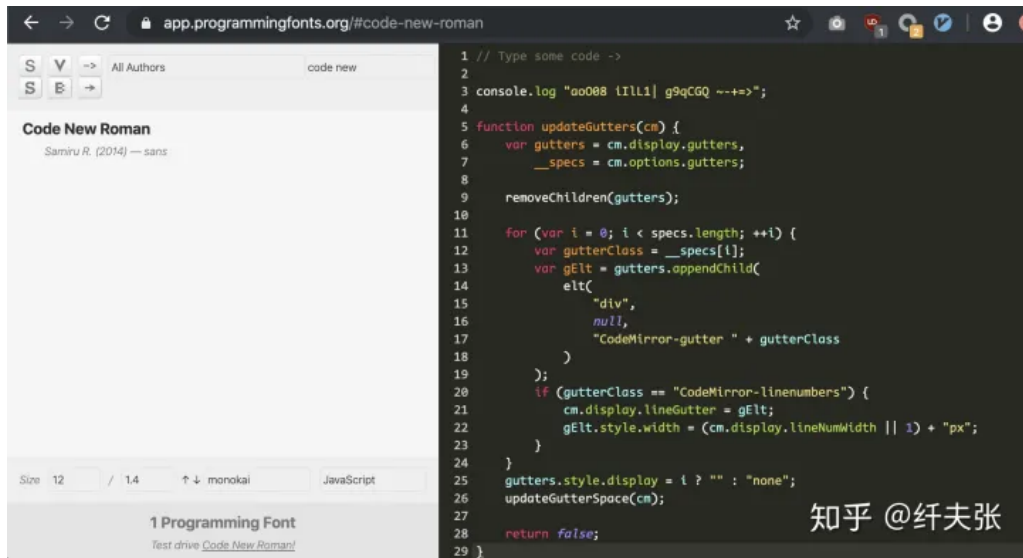 app.programmingfonts.org/#code-new-roman
1
2
S V -> All Authors code new
S B →
Code New Roman
Samiru R. (2014) — sans
Size 12 / 1.4 ↑↓ monokai JavaScript
1 Programming Font
Test drive Code New Roman!
1 // Type some code ->
2
3 console.log "aoO08 iIlL1| g9qCGQ ~-+=>";
4
5 function updateGutters(cm) {
6     var gutters = cm.display.gutters,
7         __specs = cm.options.gutters;
8
9     removeChildren(gutters);
10
11     for (var i = 0; i < specs.length; ++i) {
12         var gutterClass = __specs[i];
13         var gElt = gutters.appendChild(
14             elt(
15                 "div",
16                 null,
17                 "CodeMirror-gutter " + gutterClass
18             )
19         );
20         if (gutterClass == "CodeMirror-linenumbers") {
21             cm.display.lineGutter = gElt;
22             gElt.style.width = (cm.display.lineNumWidth || 1) + "px";
23         }
24     }
25     gutters.style.display = i ? "" : "none";
26     updateGutterSpace(cm);
27
28     return false;
29 }
知乎 @纤夫张